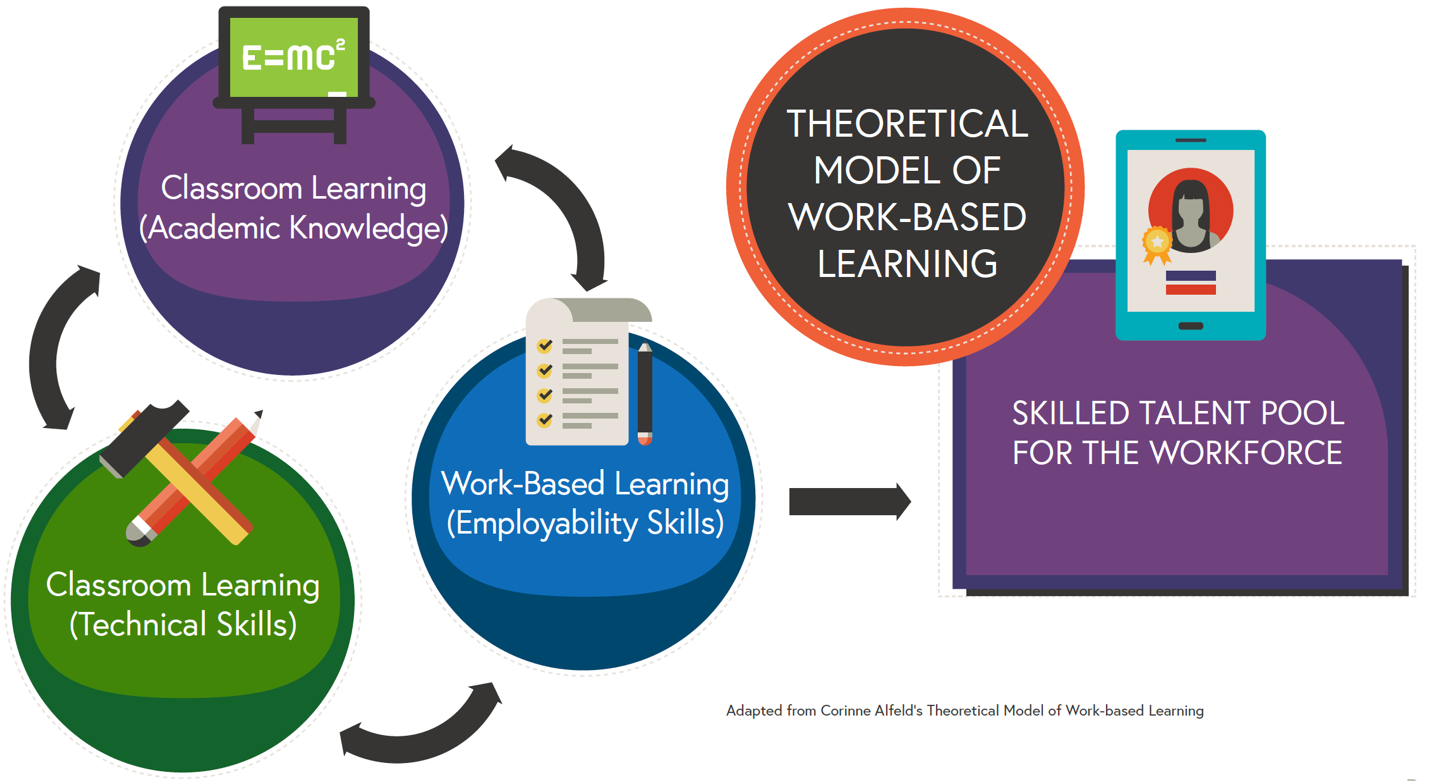 E=MC²
Classroom Learning
(Academic Knowledge)
THEORETICAL
MODEL OF
WORK-BASED
LEARNING
SKILLED TALENT POOL
FOR THE WORKFORCE
Work-Based Learning
(Employability Skills)
Classroom Learning
(Technical Skills)
Adapted from Corinne Alfeld's Theoretical Model of Work-based Learning